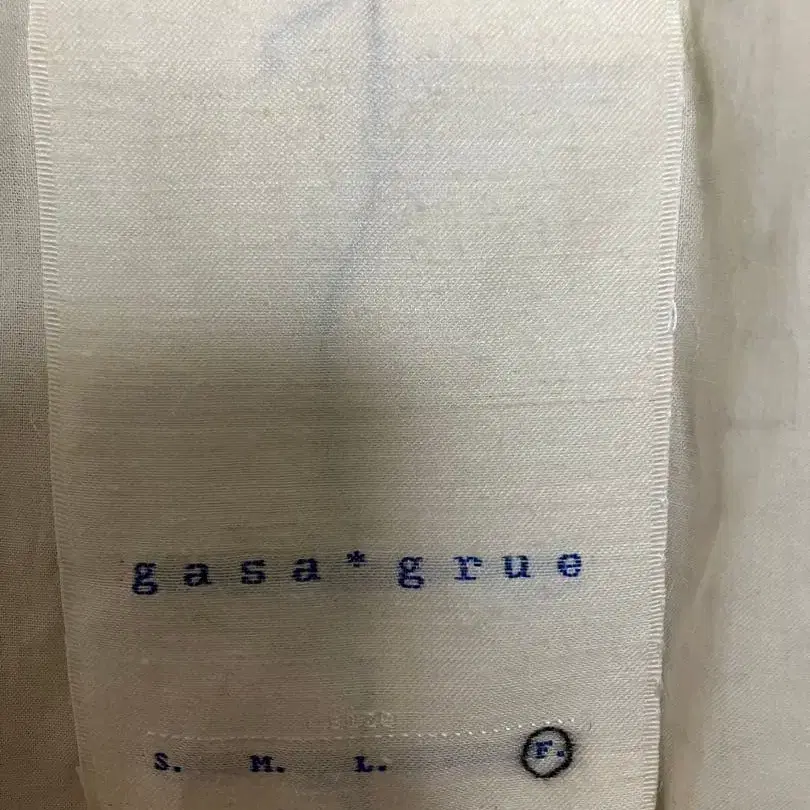 gasa*grue
S. M. L. F.